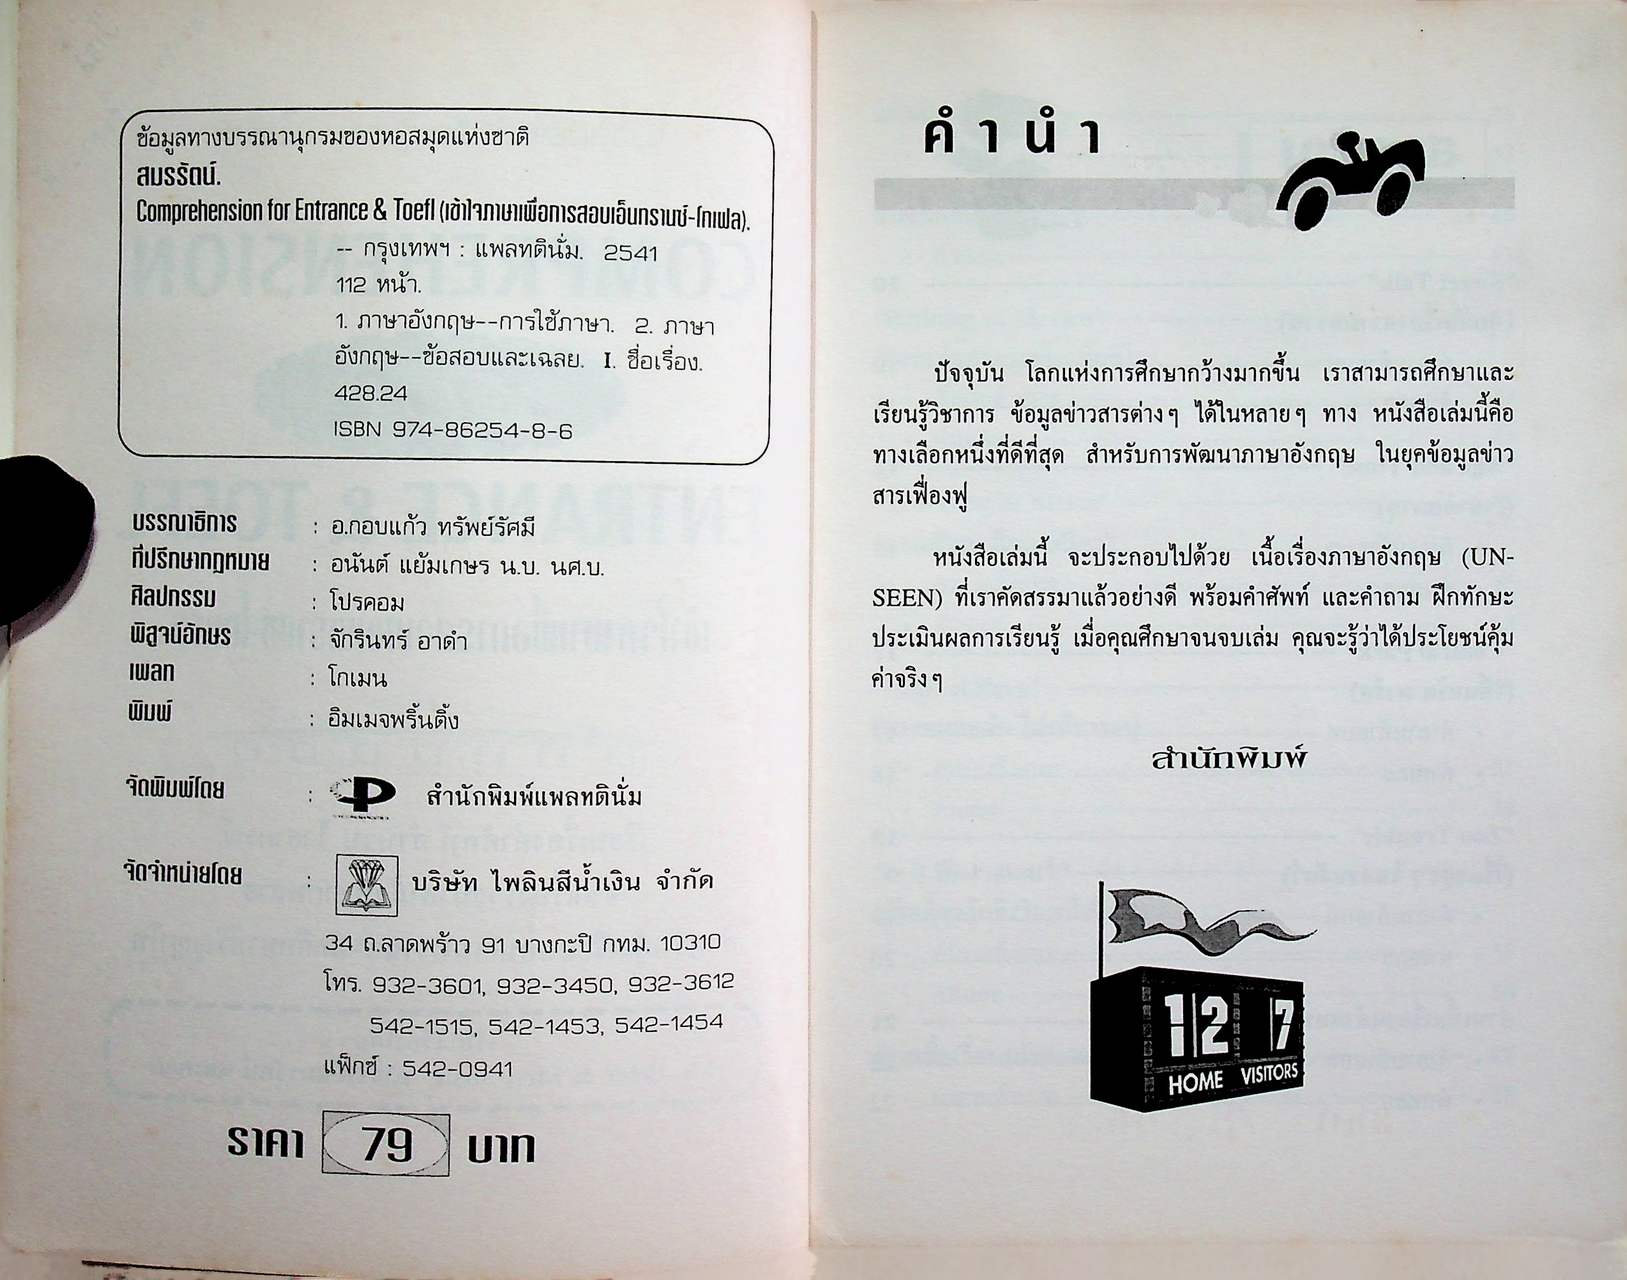 ข้อมูลทางบรรณานุกรมของหอสมุดแห่งชาติ
สมรรัตน์.
Comprehension for Entrance & Toefl (เข้าใจภาษาเพื่อการสอบเอ็นทรานซ์-โทเฟล).
-- กรุงเทพฯ : แพลทตินั่ม. 2541
112 หน้า.
1. ภาษาอังกฤษ--การใช้ภาษา. 2. ภาษา
อังกฤษ--ข้อสอบและเฉลย. I. ชื่อเรื่อง.
428.24
ISBN 974-86254-8-6
บรรณาธิการ : อ.กอบแก้ว ทรัพย์รัศมี
ที่ปรึกษากฎหมาย : อนันต์ แย้มเกษร น.บ. นศ.บ.
ศิลปกรรม : โปรคอม
พิสูจน์อักษร : จักรินทร์ อาดำ
เพลท : โกเมน
พิมพ์ : อิมเมจพริ้นติ้ง
จัดพิมพ์โดย : สำนักพิมพ์แพลทตินั่ม
จัดจำหน่ายโดย : บริษัท ไพลินสีน้ำเงิน จำกัด
34 ถ.ลาดพร้าว 91 บางกะปิ กทม. 10310
โทร. 932-3601, 932-3450, 932-3612
542-1515, 542-1453, 542-1454
แฟ็กซ์ : 542-0941
ราคา 79 บาท
คำนำ
ปัจจุบัน โลกแห่งการศึกษากว้างมากขึ้น เราสามารถศึกษาและ
เรียนรู้วิชาการ ข้อมูลข่าวสารต่างๆ ได้ในหลายๆ ทาง หนังสือเล่มนี้คือ
ทางเลือกหนึ่งที่ดีที่สุด สำหรับการพัฒนาภาษาอังกฤษ ในยุคข้อมูลข่าว
สารเฟื่องฟู
หนังสือเล่มนี้ จะประกอบไปด้วย เนื้อเรื่องภาษาอังกฤษ (UN-
SEEN) ที่เราคัดสรรมาแล้วอย่างดี พร้อมคำศัพท์ และคำถาม ฝึกทักษะ
ประเมินผลการเรียนรู้ เมื่อคุณศึกษาจนจบเล่ม คุณจะรู้ว่าได้ประโยชน์คุ้ม
ค่าจริงๆ
สำนักพิมพ์
12 7
HOME VISITORS